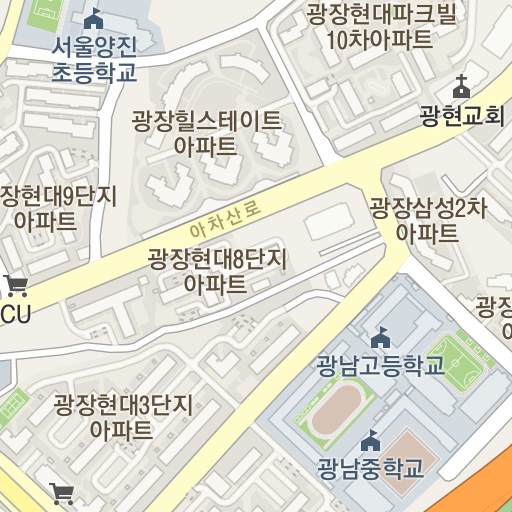 광장현대파크빌
10차아파트
서울양진
초등학교
광현교회
광장힐스테이트
아파트
장현대9단지
아파트
아차산로
광장삼성2차
아파트
광장현대8단지
아파트
CU
광장
광남고등학교
광장현대3단지
아파트
광남중학교